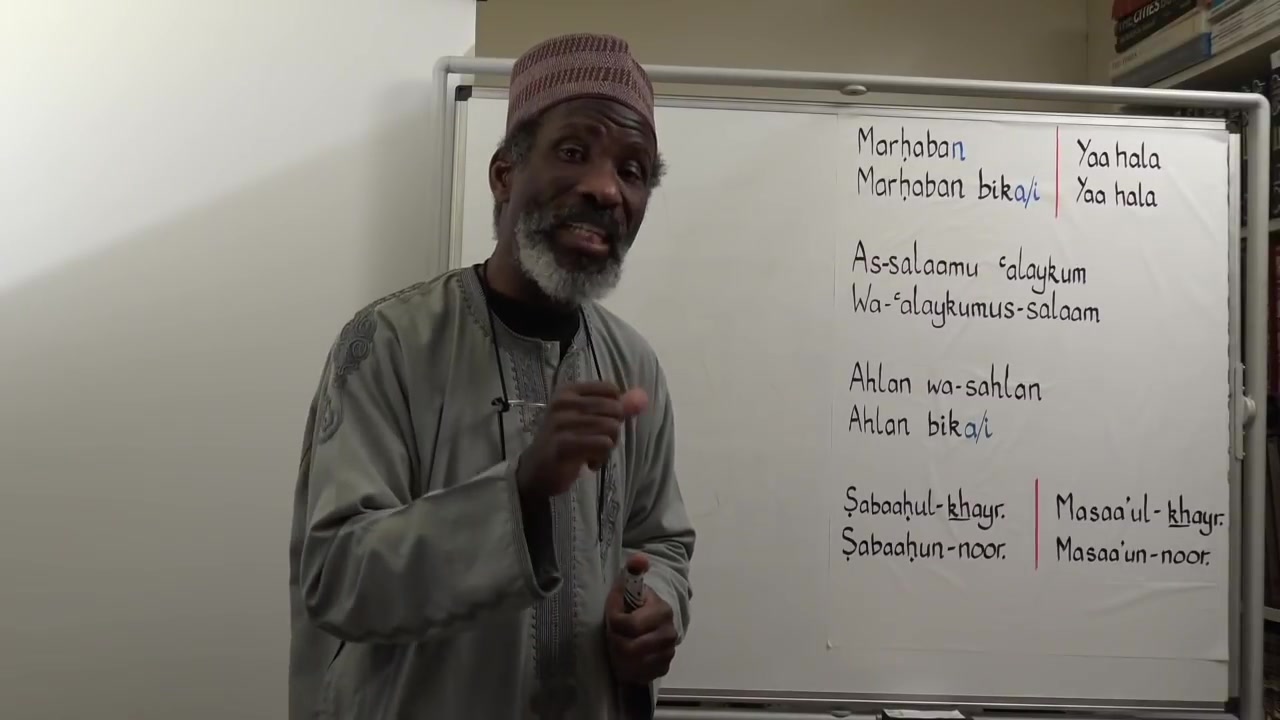 THE CITIES
Marḥaban
Yaa hala
Marḥaban bika/i
Yaa hala
As-salaamu ʿalaykum
Wa-ʿalaykumus-salaam
Ahlan wa-sahlan
Ahlan bika/i
Ṣabaaḥul-khayr.
Masaa'ul-khayr.
Ṣabaaḥun-noor.
Masaa'un-noor.